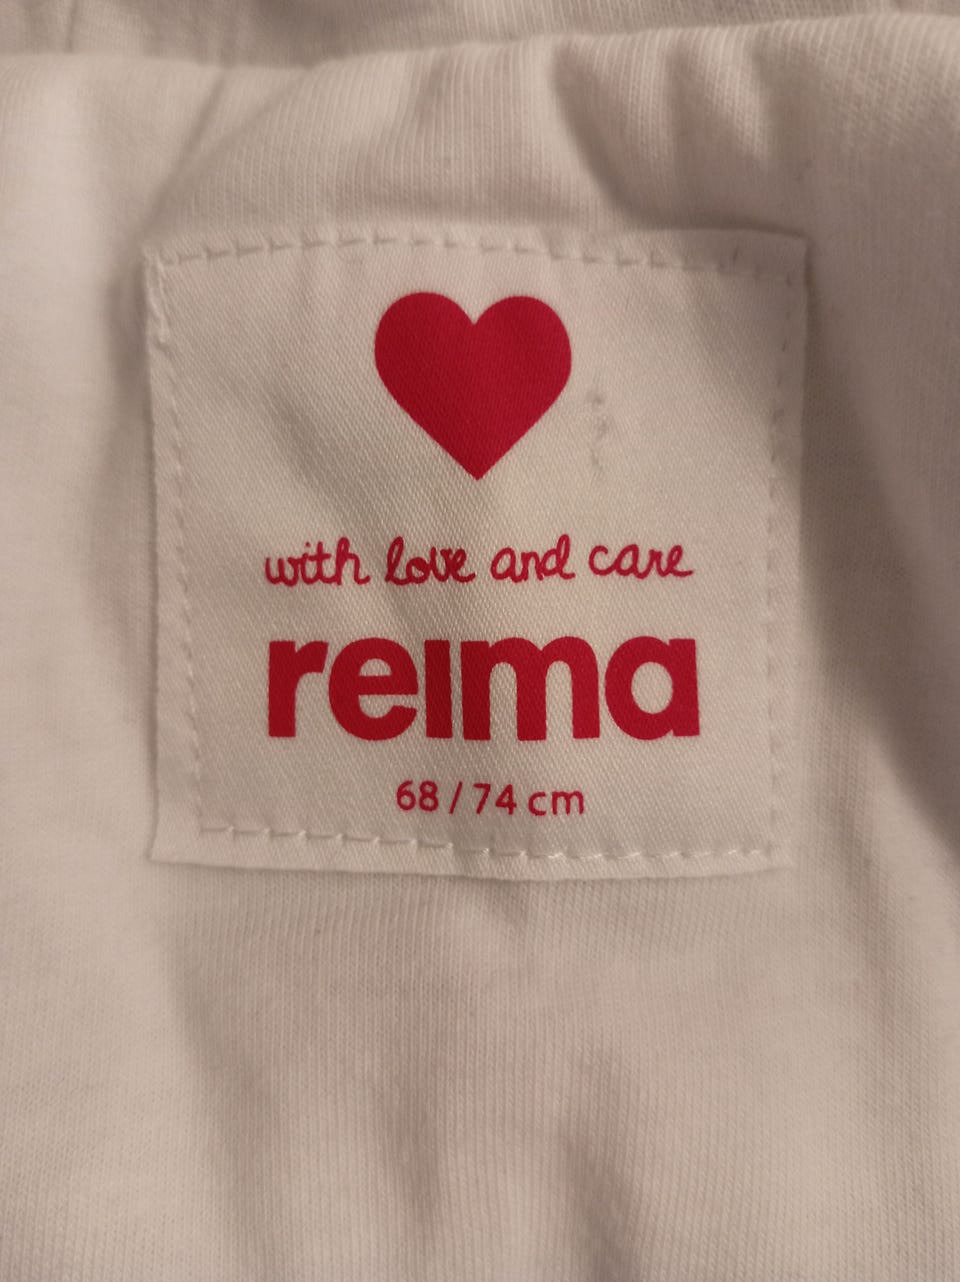 with love and care
reima
68 / 74 cm